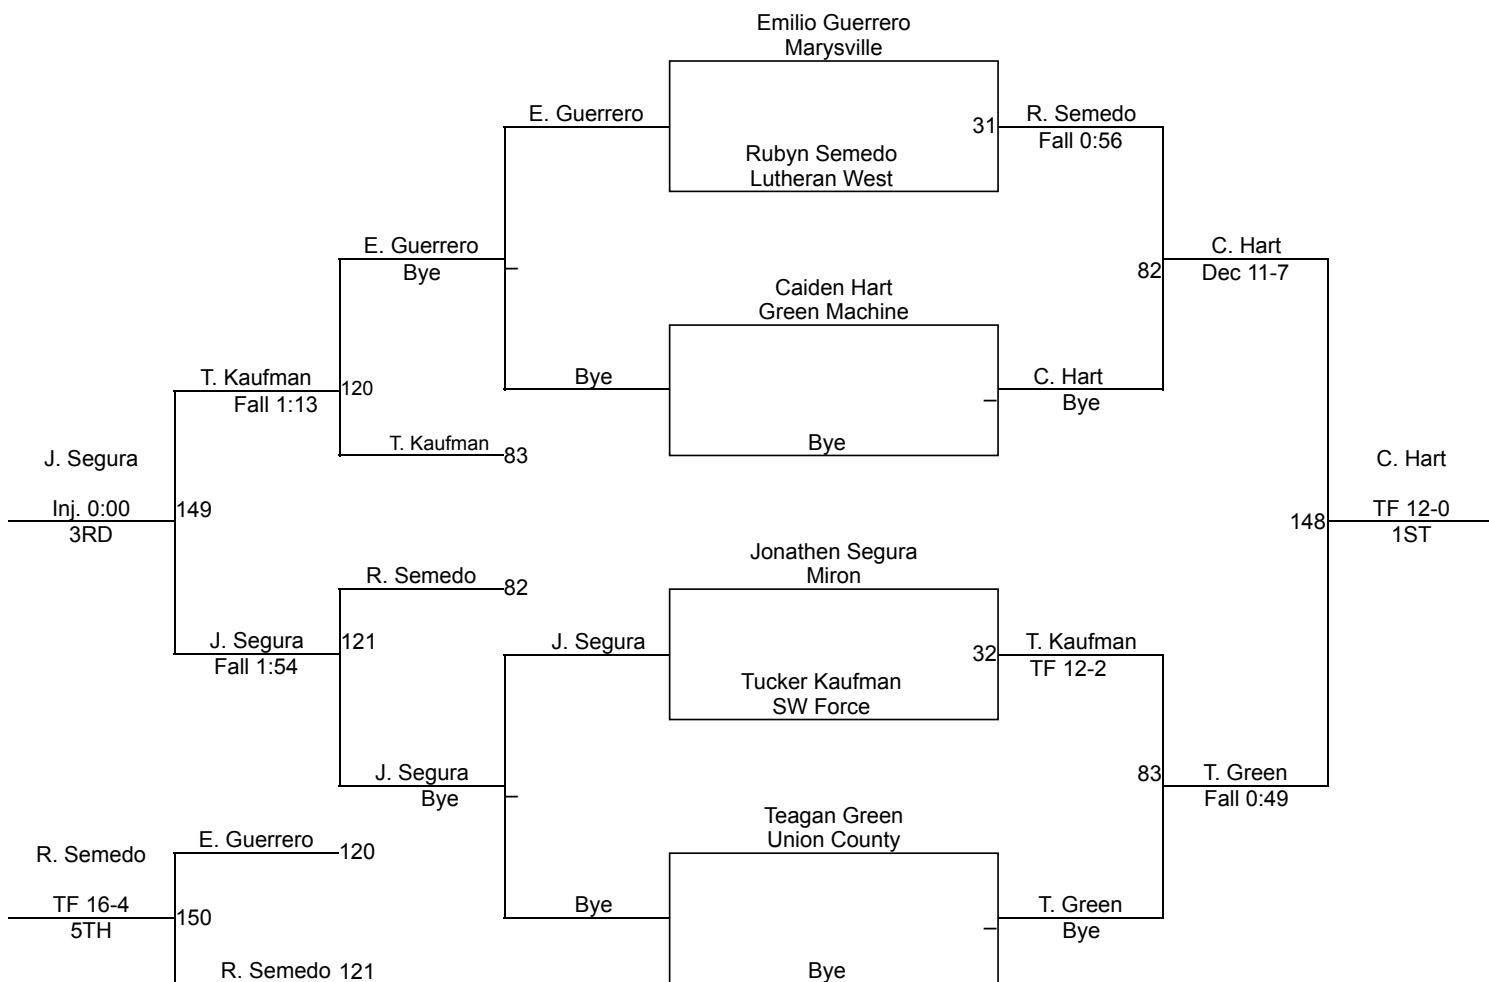 Emilio Guerrero
Marysville
E. Guerrero
31
R. Semedo
Fall 0:56
Rubyn Semedo
Lutheran West
E. Guerrero
Bye
C. Hart
82
Dec 11-7
Caiden Hart
Green Machine
T. Kaufman
120
Fall 1:13
Bye
C. Hart
Bye
T. Kaufman
83
Bye
J. Segura
C. Hart
Inj. 0:00
149
TF 12-0
148
3RD
1ST
Jonathen Segura
Miron
R. Semedo
82
J. Segura
121
Fall 1:54
J. Segura
32
T. Kaufman
TF 12-2
Tucker Kaufman
SW Force
J. Segura
Bye
83
T. Green
Fall 0:49
Teagan Green
Union County
R. Semedo
E. Guerrero
120
TF 16-4
150
5TH
Bye
T. Green
Bye
R. Semedo 121
Bye